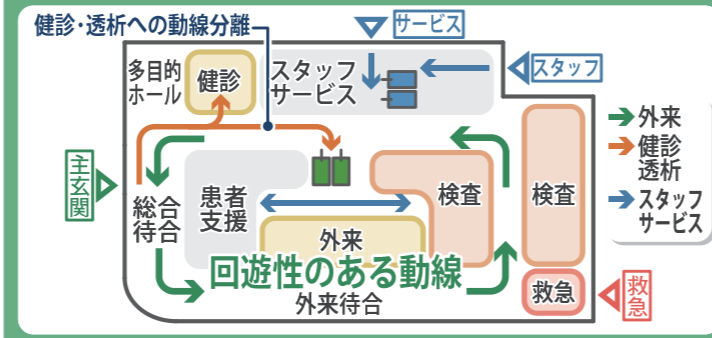 健診・透析への動線分離
サービス
スタッフ
多目的
ホール
健診
スタッフ
サービス
主玄関
総合
待合
患者
支援
外来
検査
検査
回遊性のある動線
外来待合
救急
救急
外来
健診
透析
スタッフ
サービス